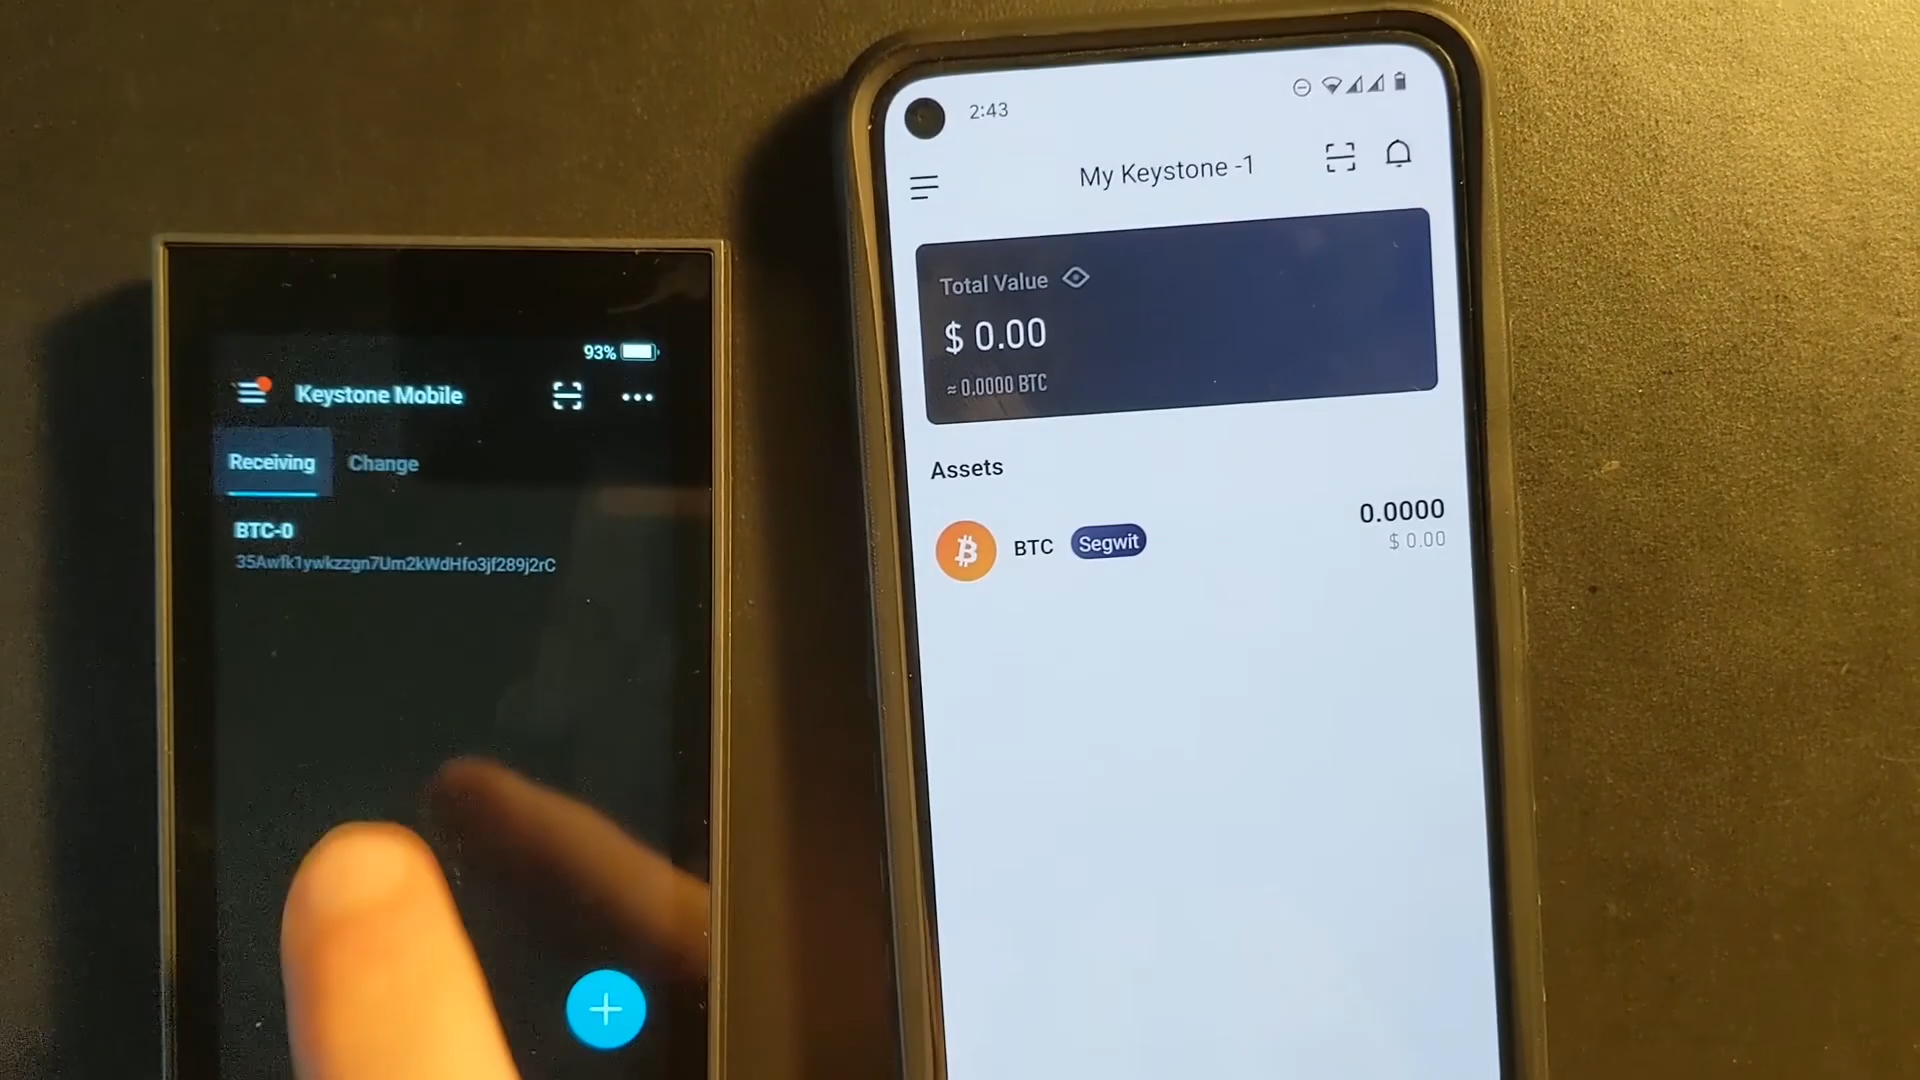 93%
Keystone Mobile
Receiving Change
BTC-0
35Awfk1ywkzzgn7Um2kWdHfo3jf289j2rC
2:43
My Keystone -1
Total Value
$ 0.00
≈ 0.0000 BTC
Assets
BTC Segwit 0.0000
$ 0.00